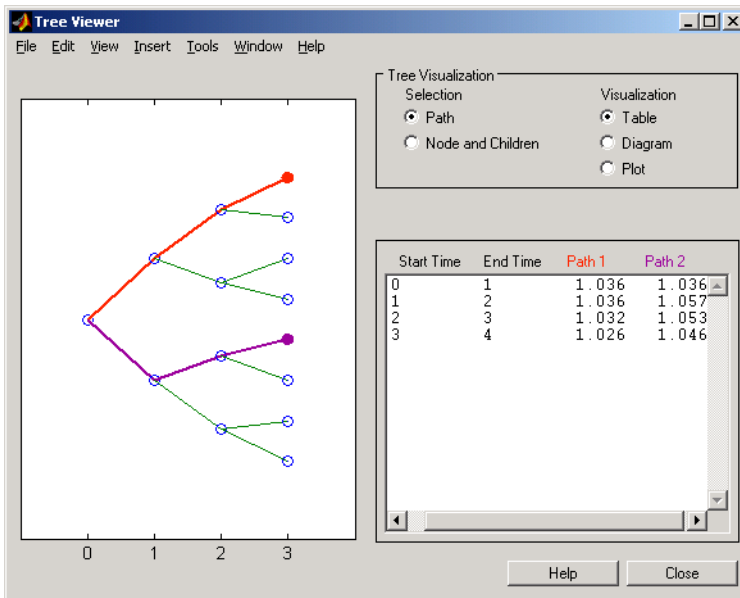 Tree Viewer
File Edit View Insert Tools Window Help
Tree Visualization
Selection Visualization
Path Table
Node and Children Diagram
Plot
Start Time End Time Path 1 Path 2
0 1 1.036 1.036
1 2 1.036 1.057
2 3 1.032 1.053
3 4 1.026 1.046
0 1 2 3
Help Close